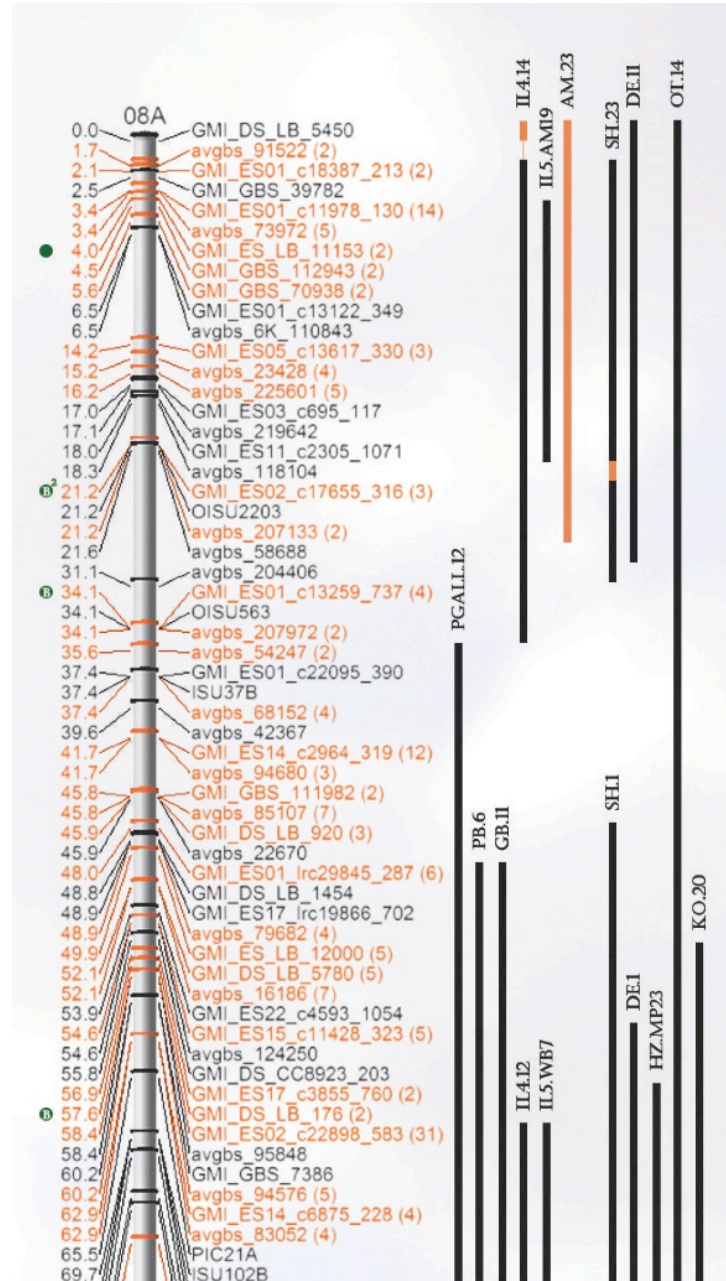 08A
0.0 GMI_DS_LB_5450
1.7 avgbs_91522 (2)
2.1 GMI_ES01_c18387_213 (2)
2.5 GMI_GBS_39782
3.4 GMI_ES01_c11978_130 (14)
3.4 avgbs_73972 (5)
4.0 GMI_ES_LB_11153 (2)
4.5 GMI_GBS_112943 (2)
5.6 GMI_GBS_70938 (2)
6.5 GMI_ES01_c13122_349
6.5 avgbs_6K_110843
14.2 GMI_ES05_c13617_330 (3)
15.2 avgbs_23428 (4)
16.2 avgbs_225601 (5)
17.0 GMI_ES03_c695_117
17.1 avgbs_219642
18.0 GMI_ES11_c2305_1071
18.3 avgbs_118104
B2 21.2 GMI_ES02_c17655_316 (3)
21.2 OISU2203
21.2 avgbs_207133 (2)
21.6 avgbs_58688
31.1 avgbs_204406
B 34.1 GMI_ES01_c13259_737 (4)
34.1 OISU563
34.1 avgbs_207972 (2)
35.6 avgbs_54247 (2)
37.4 GMI_ES01_c22095_390
37.4 ISU37B
37.4 avgbs_68152 (4)
39.6 avgbs_42367
41.7 GMI_ES14_c2964_319 (12)
41.7 avgbs_94680 (3)
45.8 GMI_GBS_111982 (2)
45.8 avgbs_85107 (7)
45.9 GMI_DS_LB_920 (3)
45.9 avgbs_22670
48.0 GMI_ES01_lrc29845_287 (6)
48.8 GMI_DS_LB_1454
48.9 GMI_ES17_lrc19866_702
48.9 avgbs_79682 (4)
49.9 GMI_ES_LB_12000 (5)
52.1 GMI_DS_LB_5780 (5)
52.1 avgbs_16186 (7)
53.9 GMI_ES22_c4593_1054
54.6 GMI_ES15_c11428_323 (5)
54.6 avgbs_124250
55.8 GMI_DS_CC8923_203
56.9 GMI_ES17_c3855_760 (2)
B 57.6 GMI_DS_LB_176 (2)
58.4 GMI_ES02_c22898_583 (31)
58.4 avgbs_95848
60.2 GMI_GBS_7386
60.2 avgbs_94576 (5)
62.9 GMI_ES14_c6875_228 (4)
62.9 avgbs_83052 (4)
65.5 PIC21A
69.7 ISU102B
PGALL.12
PB.6
GB.11
IL4.14
IL4.12
IL5.AM19
IL5.WB7
AM.23
SH.23
SH.1
DE.11
DE.1
HZ.MP23
OT.14
KO.20